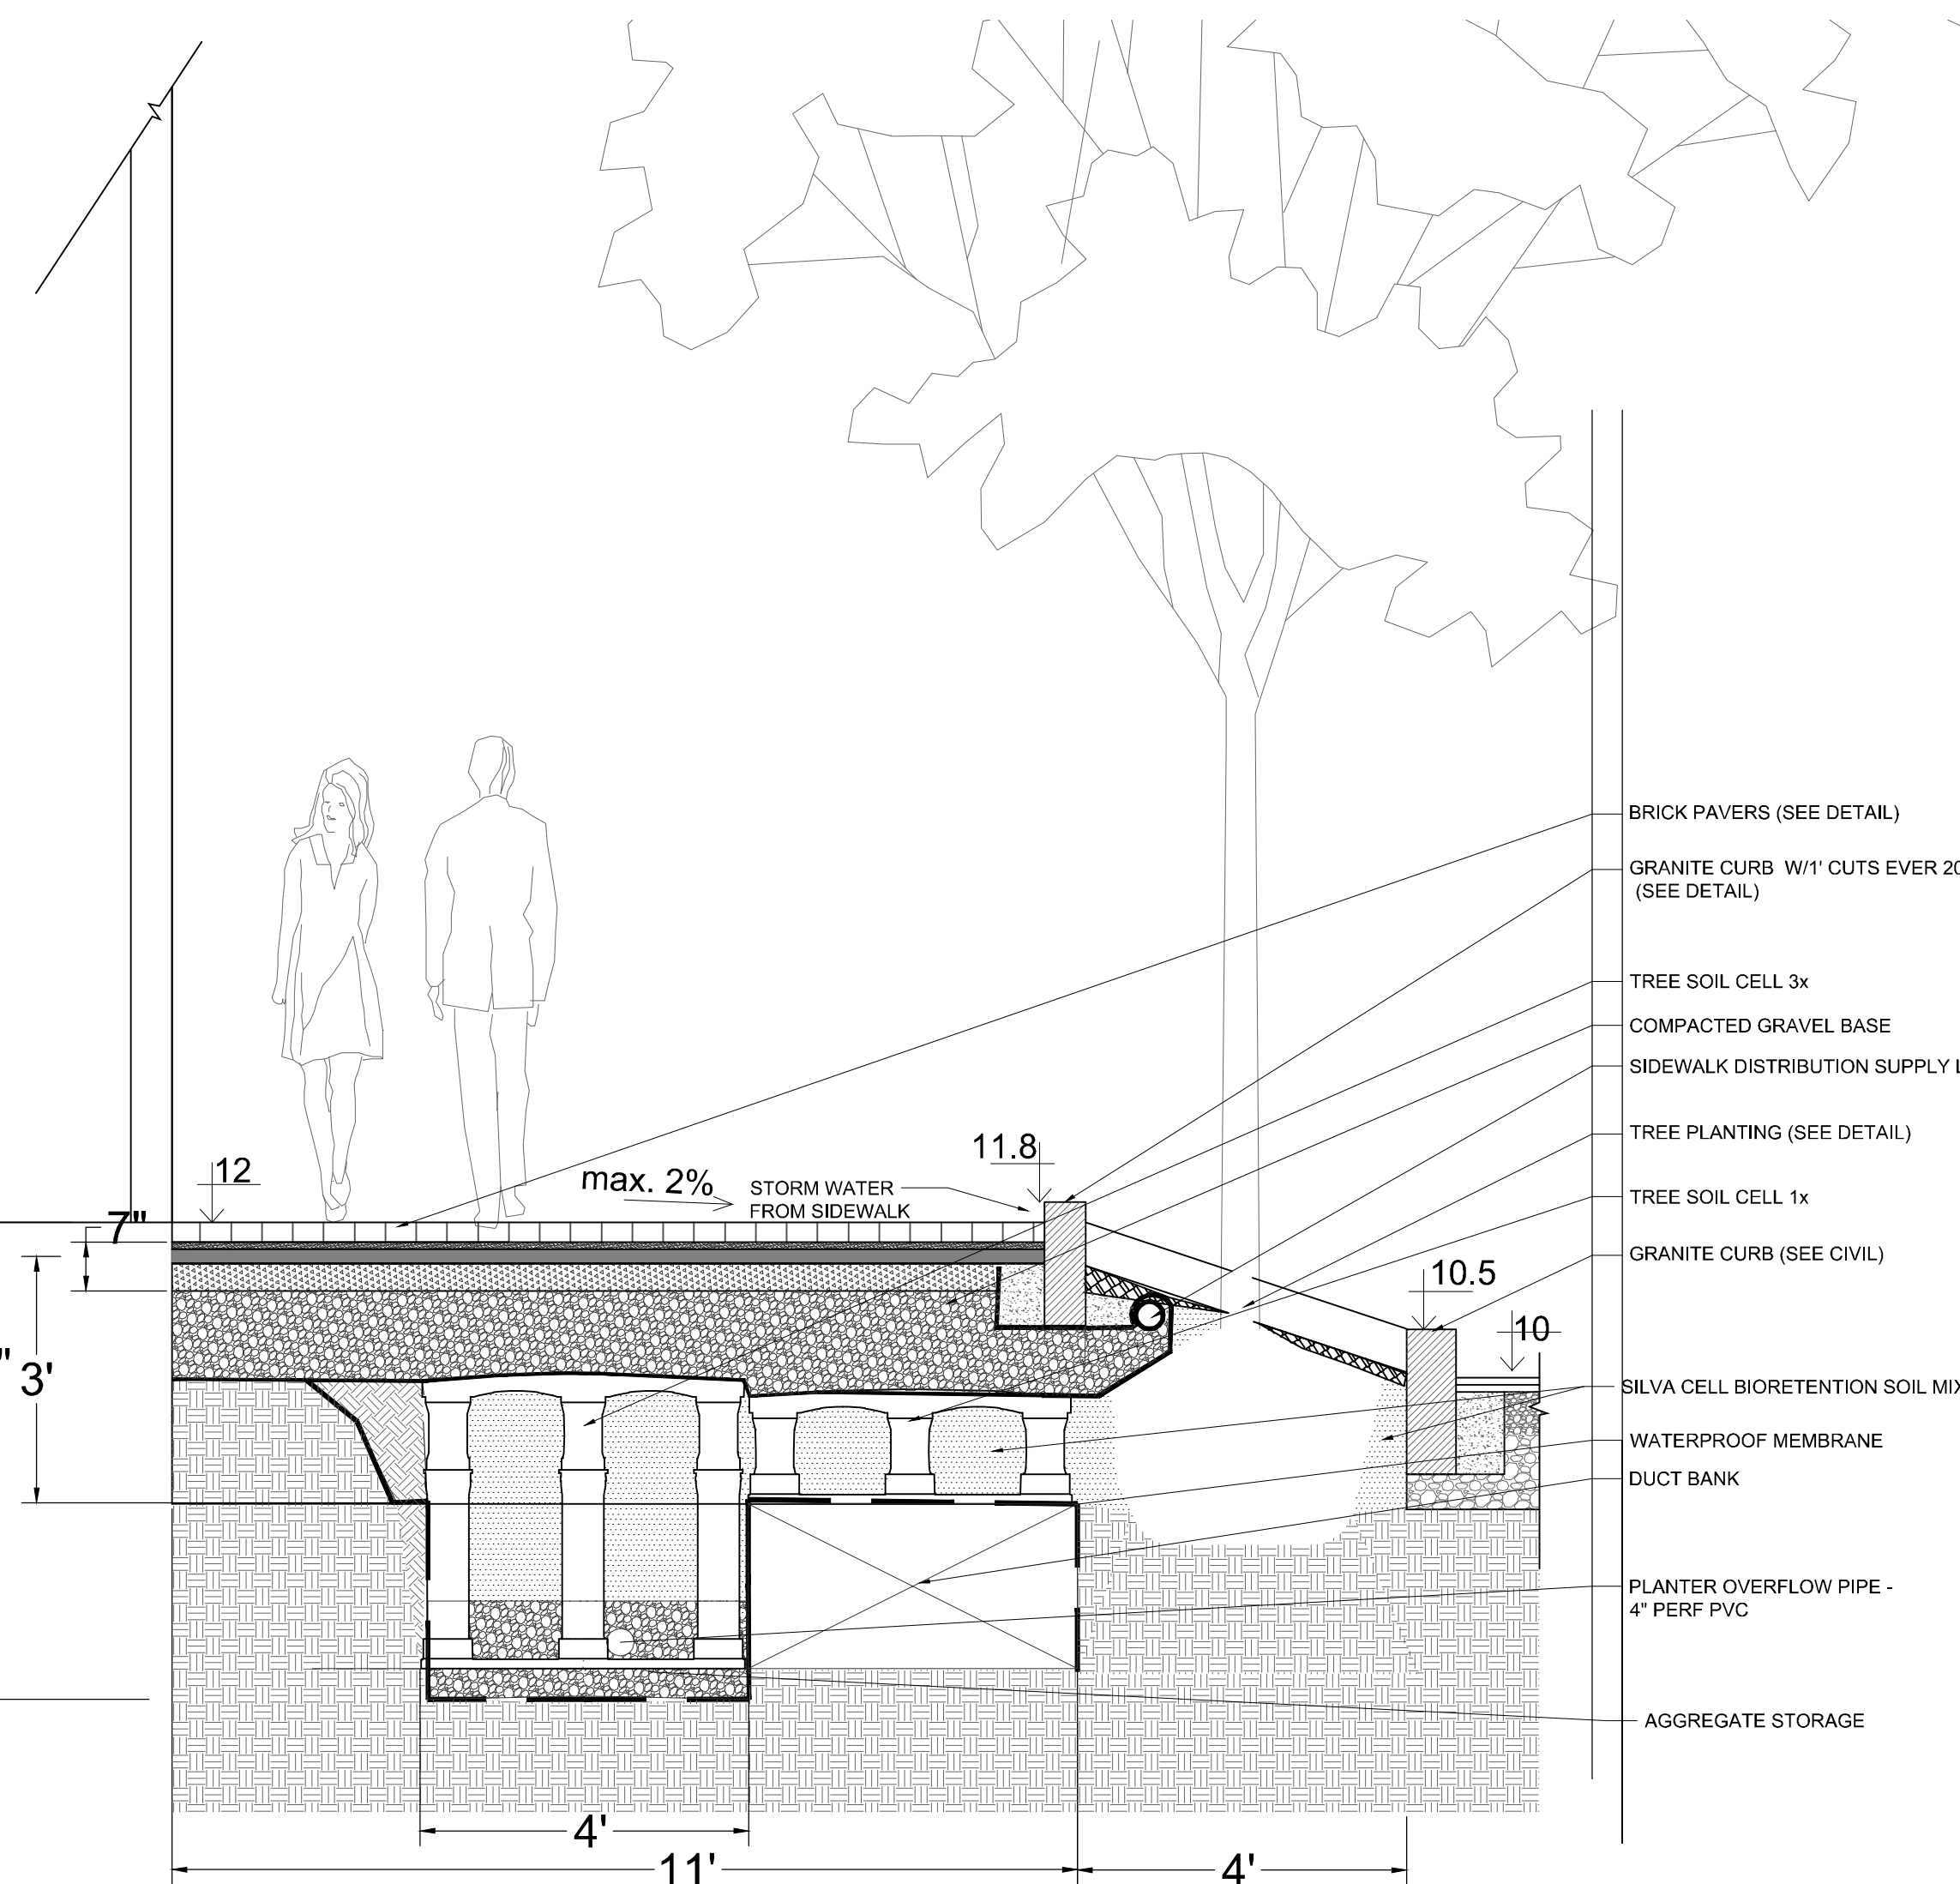 BRICK PAVERS (SEE DETAIL)
GRANITE CURB W/1' CUTS EVER 20
(SEE DETAIL)
TREE SOIL CELL 3x
COMPACTED GRAVEL BASE
SIDEWALK DISTRIBUTION SUPPLY L
TREE PLANTING (SEE DETAIL)
11.8
12
max. 2%
STORM WATER
FROM SIDEWALK
TREE SOIL CELL 1x
7"
GRANITE CURB (SEE CIVIL)
10.5
10
" 3'
SILVA CELL BIORETENTION SOIL MIX
WATERPROOF MEMBRANE
DUCT BANK
PLANTER OVERFLOW PIPE -
4" PERF PVC
AGGREGATE STORAGE
4'
11'
4'